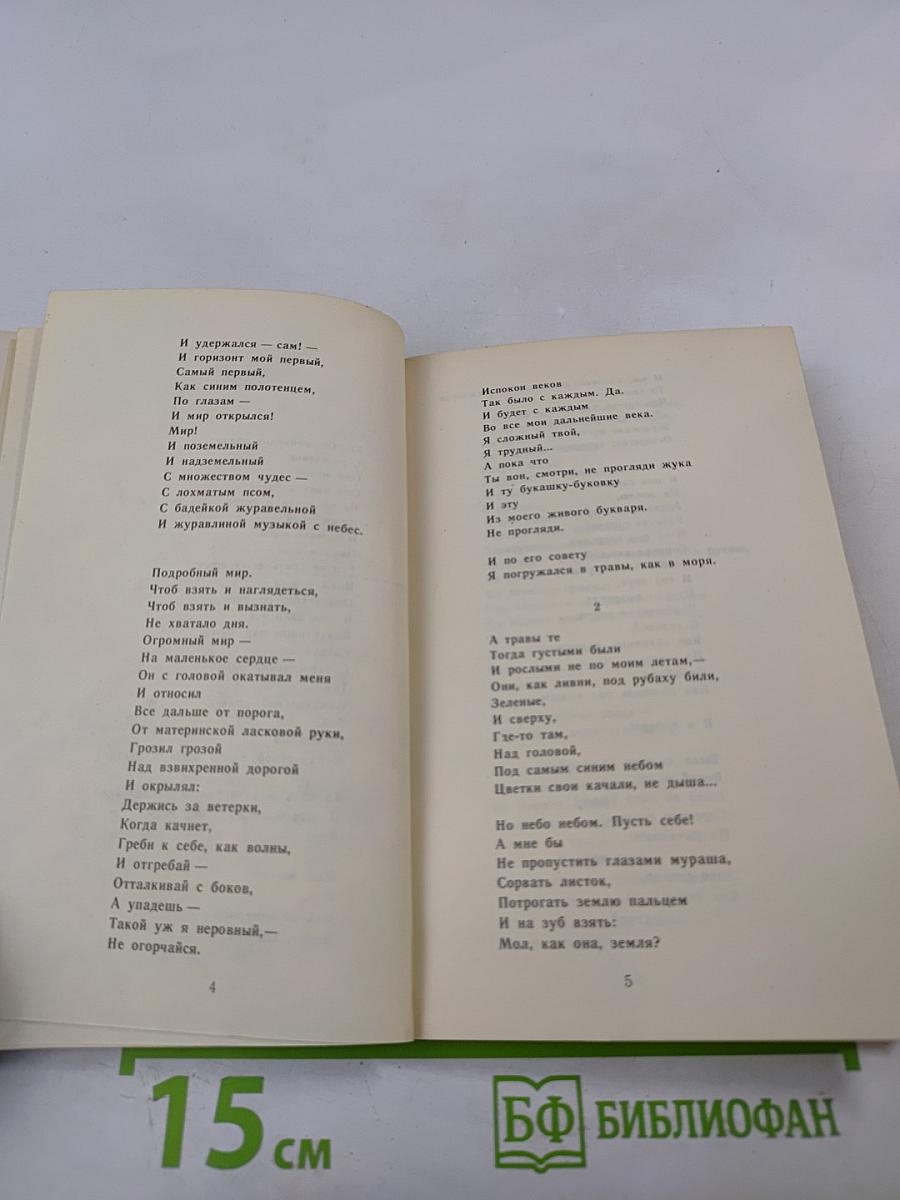 И удержался — сам! —
И горизонт мой первый,
Самый первый,
Как синим полотенцем,
По глазам —
И мир открылся!
Мир!
И поземельный
И надземельный
С множеством чудес —
С лохматым псом,
С бадейкой журавельной
И журавлиной музыкой с небес.
Подробный мир.
Чтоб взять и наглядеться,
Чтоб взять и вызнать,
Не хватало дня.
Огромный мир —
На маленькое сердце —
Он с головой окатывал меня
И относил
Все дальше от порога,
От материнской ласковой руки,
Грозил грозой
Над взвихренной дорогой
И окрылял:
Держись за ветерки,
Когда качнет,
Греби к себе, как волны,
И отгребай —
Отталкивай с боков,
А упадешь —
Такой уж я неровный,—
Не огорчайся.
4
Испокон веков
Так было с каждым. Да.
И будет с каждым
Во все мои дальнейшие века.
Я сложный твой,
Я трудный...
А пока что
Ты вон, смотри, не прогляди жука
И ту букашку-буковку
И эту
Из моего живого букваря.
Не прогляди.
И по его совету
Я погружался в травы, как в моря.
2
А травы те
Тогда густыми были
И рослыми не по моим летам,—
Они, как ливни, под рубаху били,
Зеленые,
И сверху,
Где-то там,
Над головой,
Под самым синим небом
Цветки свои качали, не дыша...
Но небо небом. Пусть себе!
А мне бы
Не пропустить глазами мураша,
Сорвать листок,
Потрогать землю пальцем
И на зуб взять:
Мол, как она, земля?
5
15 см
БФ БИБЛИОФАН